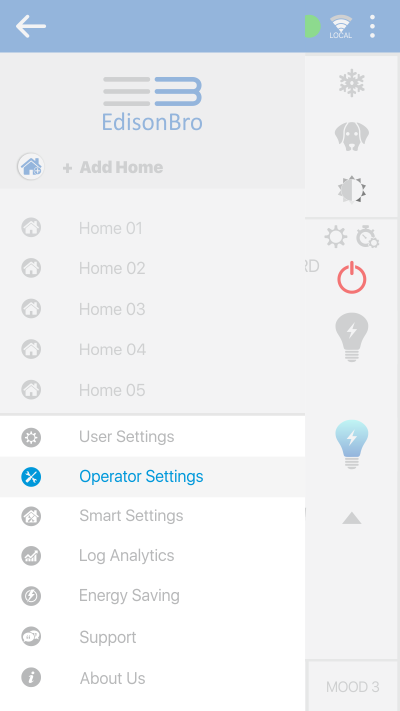 LOCAL
EdisonBro
+ Add Home
Home 01
Home 02
RD
Home 03
Home 04
Home 05
User Settings
Operator Settings
Smart Settings
Log Analytics
Energy Saving
Support
About Us
MOOD 3